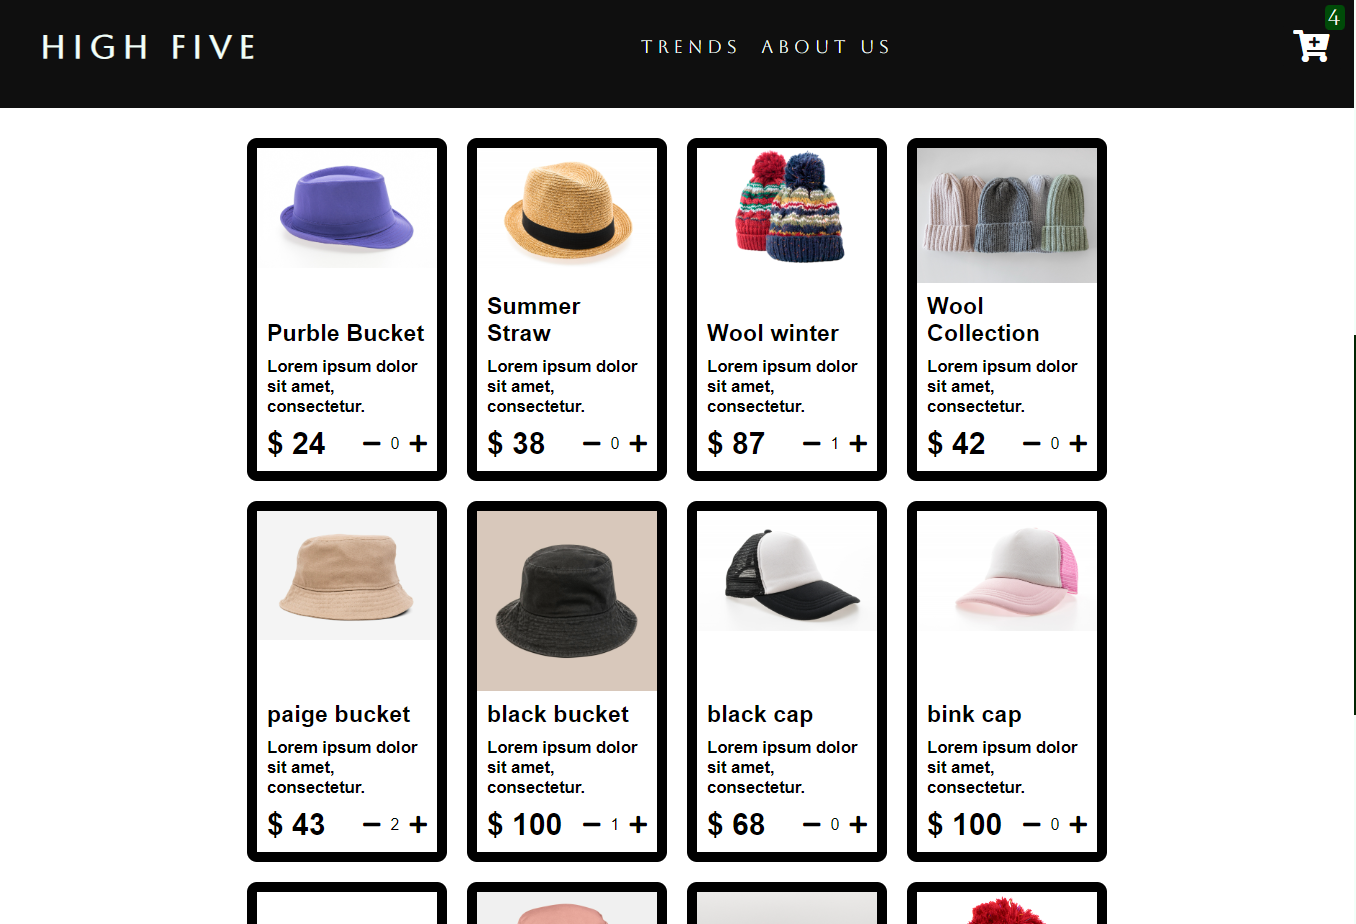 4
HIGH FIVE
TRENDS ABOUT US
Purble Bucket
Lorem ipsum dolor
sit amet,
consectetur.
$ 24 0
Summer
Straw
Lorem ipsum dolor
sit amet,
consectetur.
$ 38 0
Wool winter
Lorem ipsum dolor
sit amet,
consectetur.
$ 87 1
Wool
Collection
Lorem ipsum dolor
sit amet,
consectetur.
$ 42 0
paige bucket
Lorem ipsum dolor
sit amet,
consectetur.
$ 43 2
black bucket
Lorem ipsum dolor
sit amet,
consectetur.
$ 100 1
black cap
Lorem ipsum dolor
sit amet,
consectetur.
$ 68 0
bink cap
Lorem ipsum dolor
sit amet,
consectetur.
$ 100 0